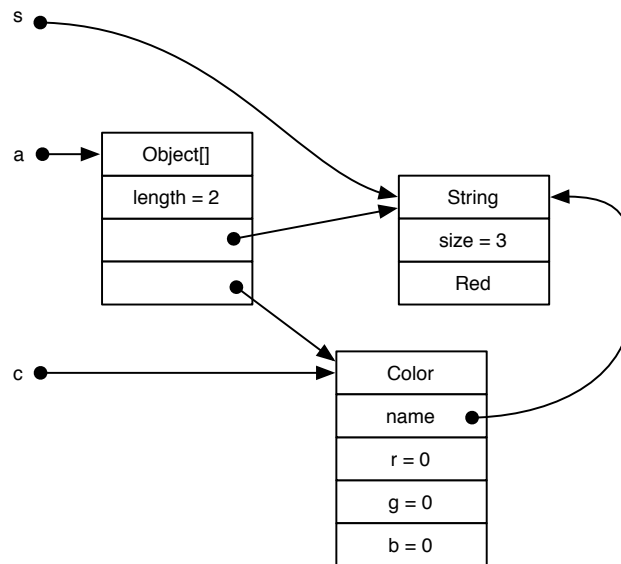 s
a
Object[]
length = 2
String
size = 3
Red
c
Color
name
r = 0
g = 0
b = 0